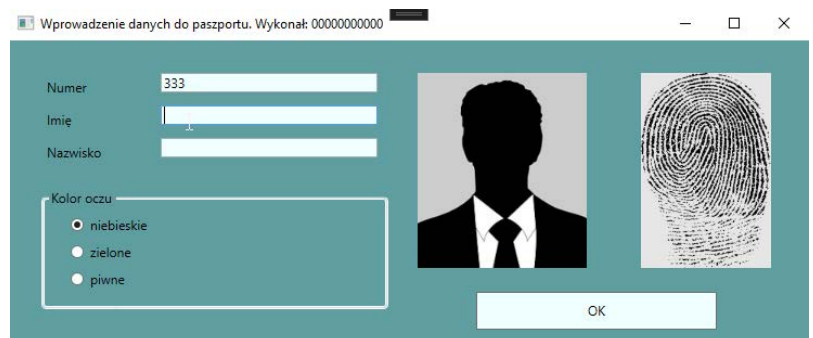 Wprowadzenie danych do paszportu. Wykonał: 00000000000
Numer 333
Imię
Nazwisko
Kolor oczu
niebieskie
zielone
piwne
OK